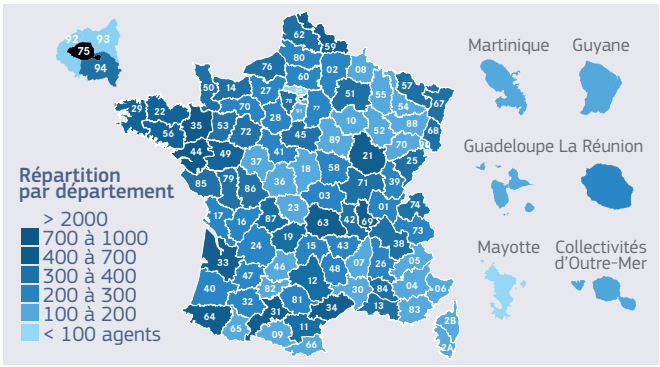 92 93
75
94
Martinique Guyane
Guadeloupe La Réunion
Mayotte Collectivités
d'Outre-Mer
Répartition
par département
> 2000
700 à 1000
400 à 700
300 à 400
200 à 300
100 à 200
< 100 agents
62 59
76 80 02 08
60
50 14 27 51 55 57
54 67
29 22 61 78 91 77
35 53 72 28 10 88 68
56 45 89 52 70 90
44 49 41 21 25
37 18 58
85 79 86 36 71 39
03 01 74
17 16 87 23 63 42 69 73
19 38
33 24 15 43 07 26 05
47 46 48
40 82 12 30 84 04 06
32 81 34 13 83
64 31
65 09 11 66
2B
2A